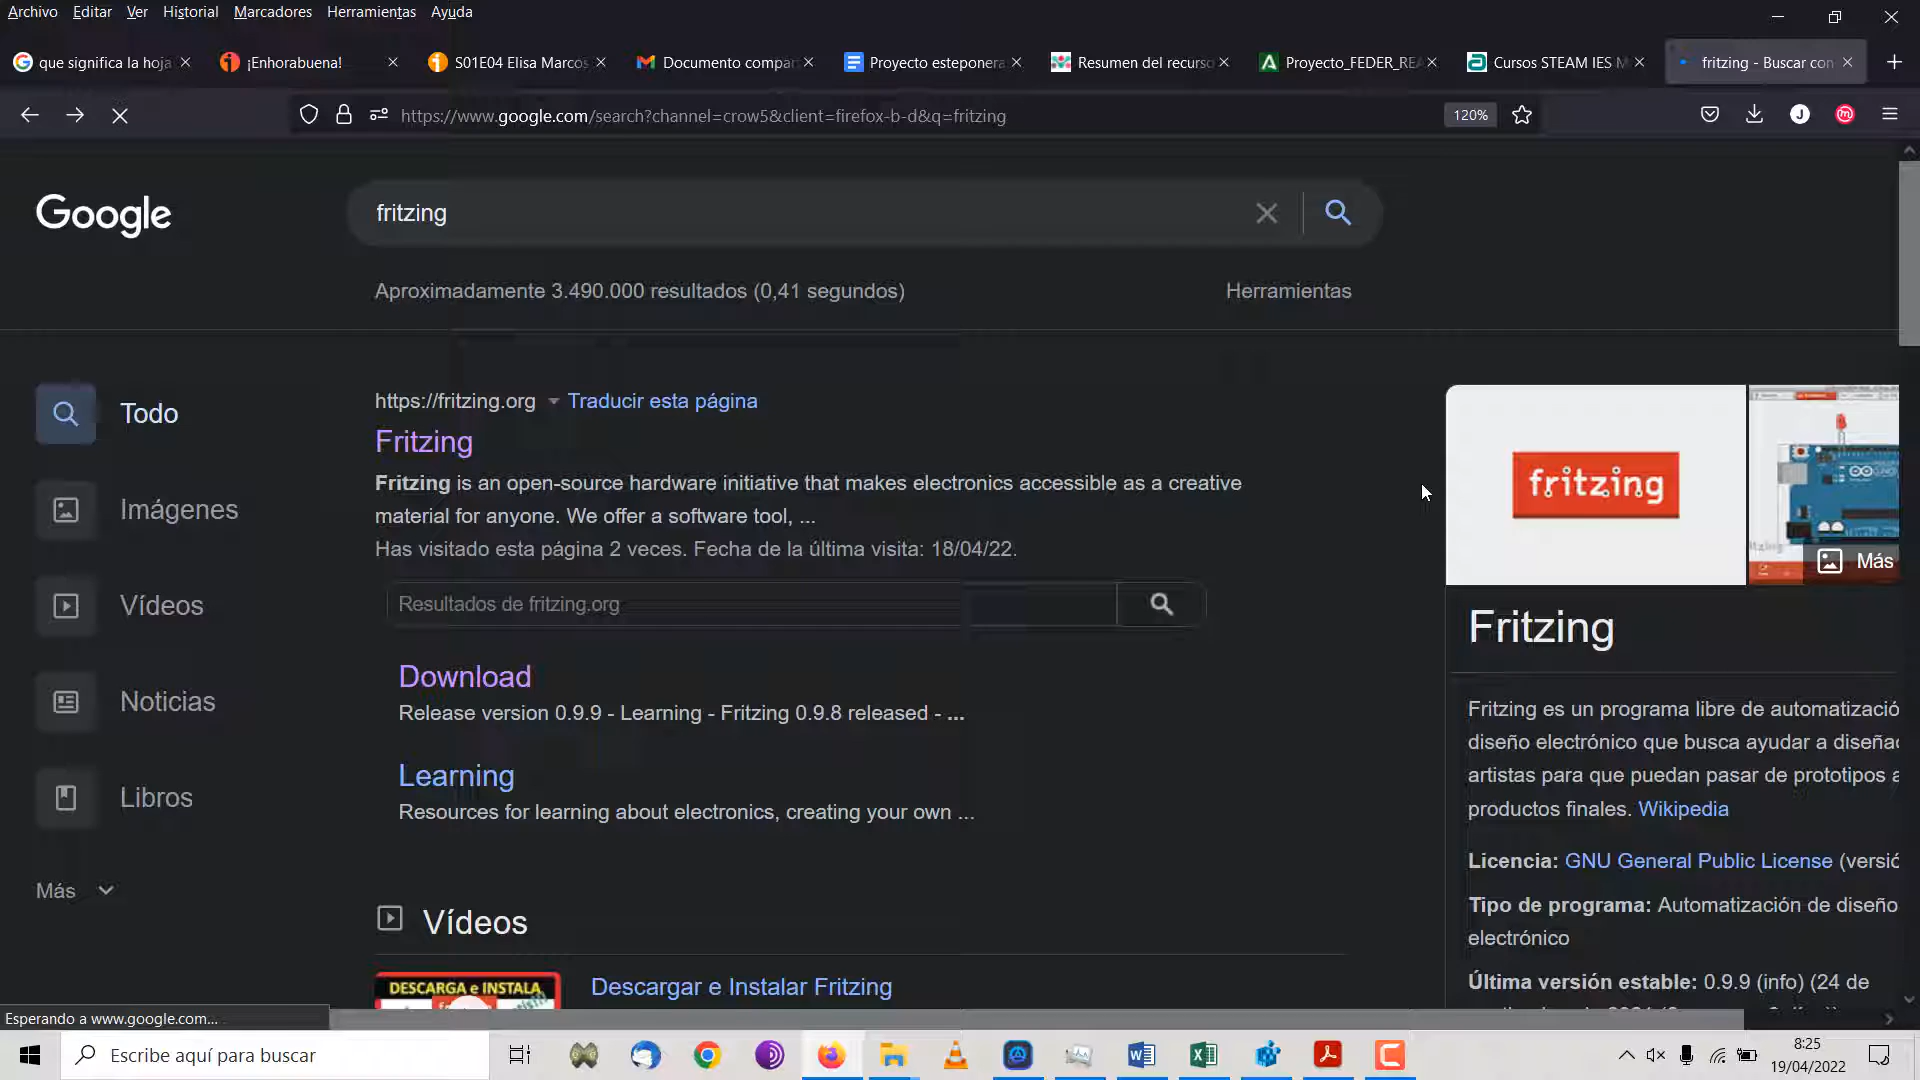 Archivo Editar Ver Historial Marcadores Herramientas Ayuda
que significa la hoja
¡Enhorabuena!
S01E04 Elisa Marcos
Documento compar
Proyecto esteponera
Resumen del recurso
Proyecto_FEDER_REA
Cursos STEAM IES M
fritzing - Buscar con
https://www.google.com/search?channel=crow5&client=firefox-b-d&q=fritzing
120%
J
Google
fritzing
Aproximadamente 3.490.000 resultados (0,41 segundos)
Herramientas
Todo
Imágenes
Vídeos
Noticias
Libros
Más
https://fritzing.org Traducir esta página
Fritzing
Fritzing is an open-source hardware initiative that makes electronics accessible as a creative
material for anyone. We offer a software tool, ...
Has visitado esta página 2 veces. Fecha de la última visita: 18/04/22.
Resultados de fritzing.org
Download
Release version 0.9.9 - Learning - Fritzing 0.9.8 released - ...
Learning
Resources for learning about electronics, creating your own ...
Vídeos
DESCARGA e INSTALA
Descargar e Instalar Fritzing
fritzing
Más
Fritzing
Fritzing es un programa libre de automatizació
diseño electrónico que busca ayudar a diseñad
artistas para que puedan pasar de prototipos a
productos finales. Wikipedia
Licencia: GNU General Public License (versió
Tipo de programa: Automatización de diseño
electrónico
Última versión estable: 0.9.9 (info) (24 de
Esperando a www.google.com...
Escribe aquí para buscar
8:25
19/04/2022